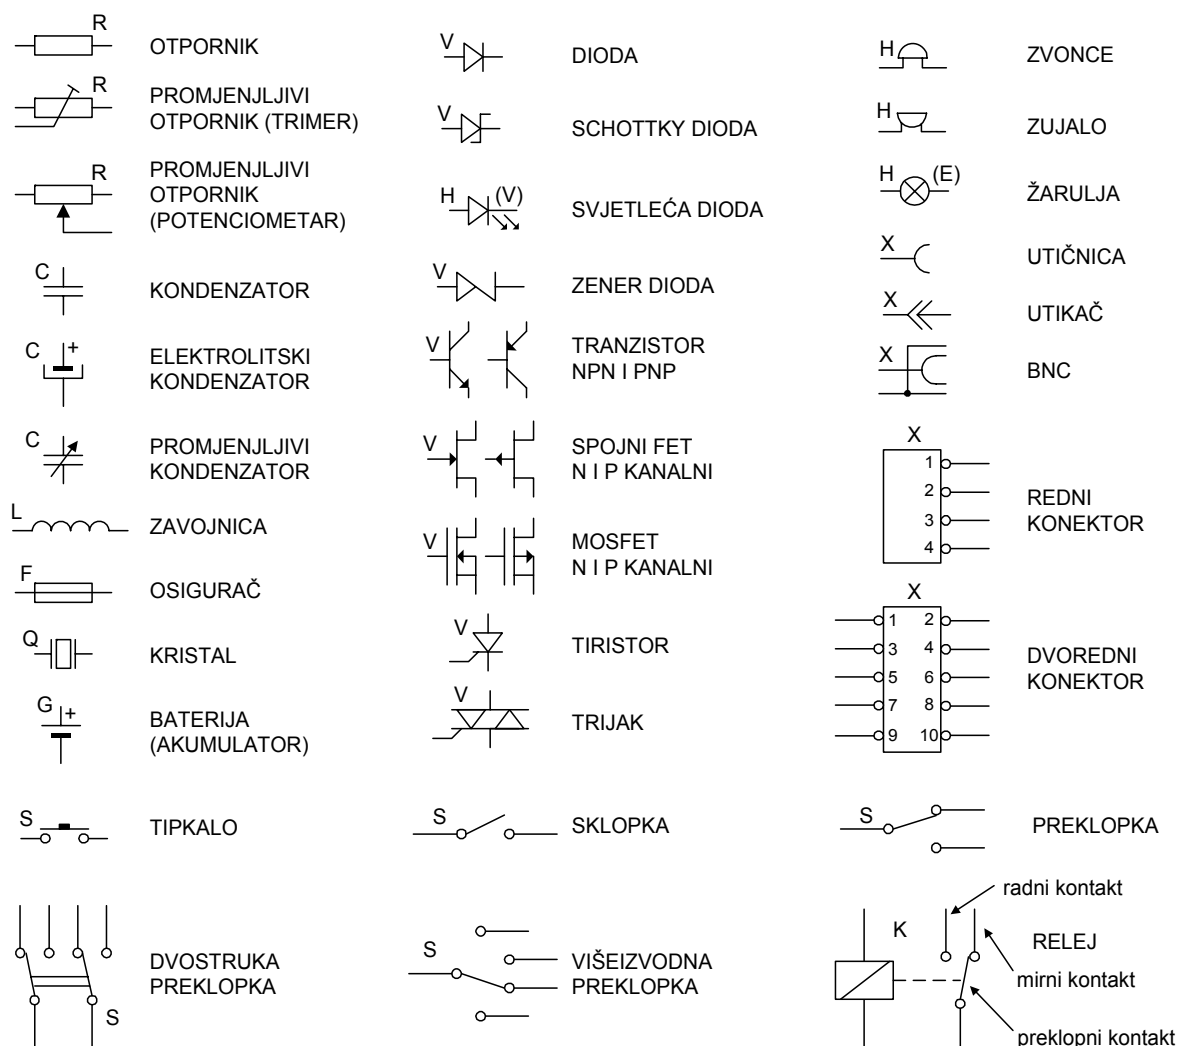 R
OTPORNIK
R
PROMJENJLJIVI
OTPORNIK (TRIMER)
R
PROMJENJLJIVI
OTPORNIK
(POTENCIOMETAR)
C
KONDENZATOR
C
+
ELEKTROLITSKI
KONDENZATOR
C
PROMJENJLJIVI
KONDENZATOR
L
ZAVOJNICA
F
OSIGURAČ
Q
KRISTAL
G
+
BATERIJA
(AKUMULATOR)
S
TIPKALO
S
DVOSTRUKA
PREKLOPKA
V
DIODA
V
SCHOTTKY DIODA
H
(V)
SVJETLEĆA DIODA
V
ZENER DIODA
V
TRANZISTOR
NPN I PNP
V
SPOJNI FET
N I P KANALNI
V
MOSFET
N I P KANALNI
V
TIRISTOR
V
TRIJAK
S
SKLOPKA
S
VIŠEIZVODNA
PREKLOPKA
H
ZVONCE
H
ZUJALO
H
(E)
ŽARULJA
X
UTIČNICA
X
UTIKAČ
X
BNC
X
1
2
3
4
REDNI
KONEKTOR
X
1 2
3 4
5 6
7 8
9 10
DVOREDNI
KONEKTOR
S
PREKLOPKA
radni kontakt
K
RELEJ
mirni kontakt
preklopni kontakt